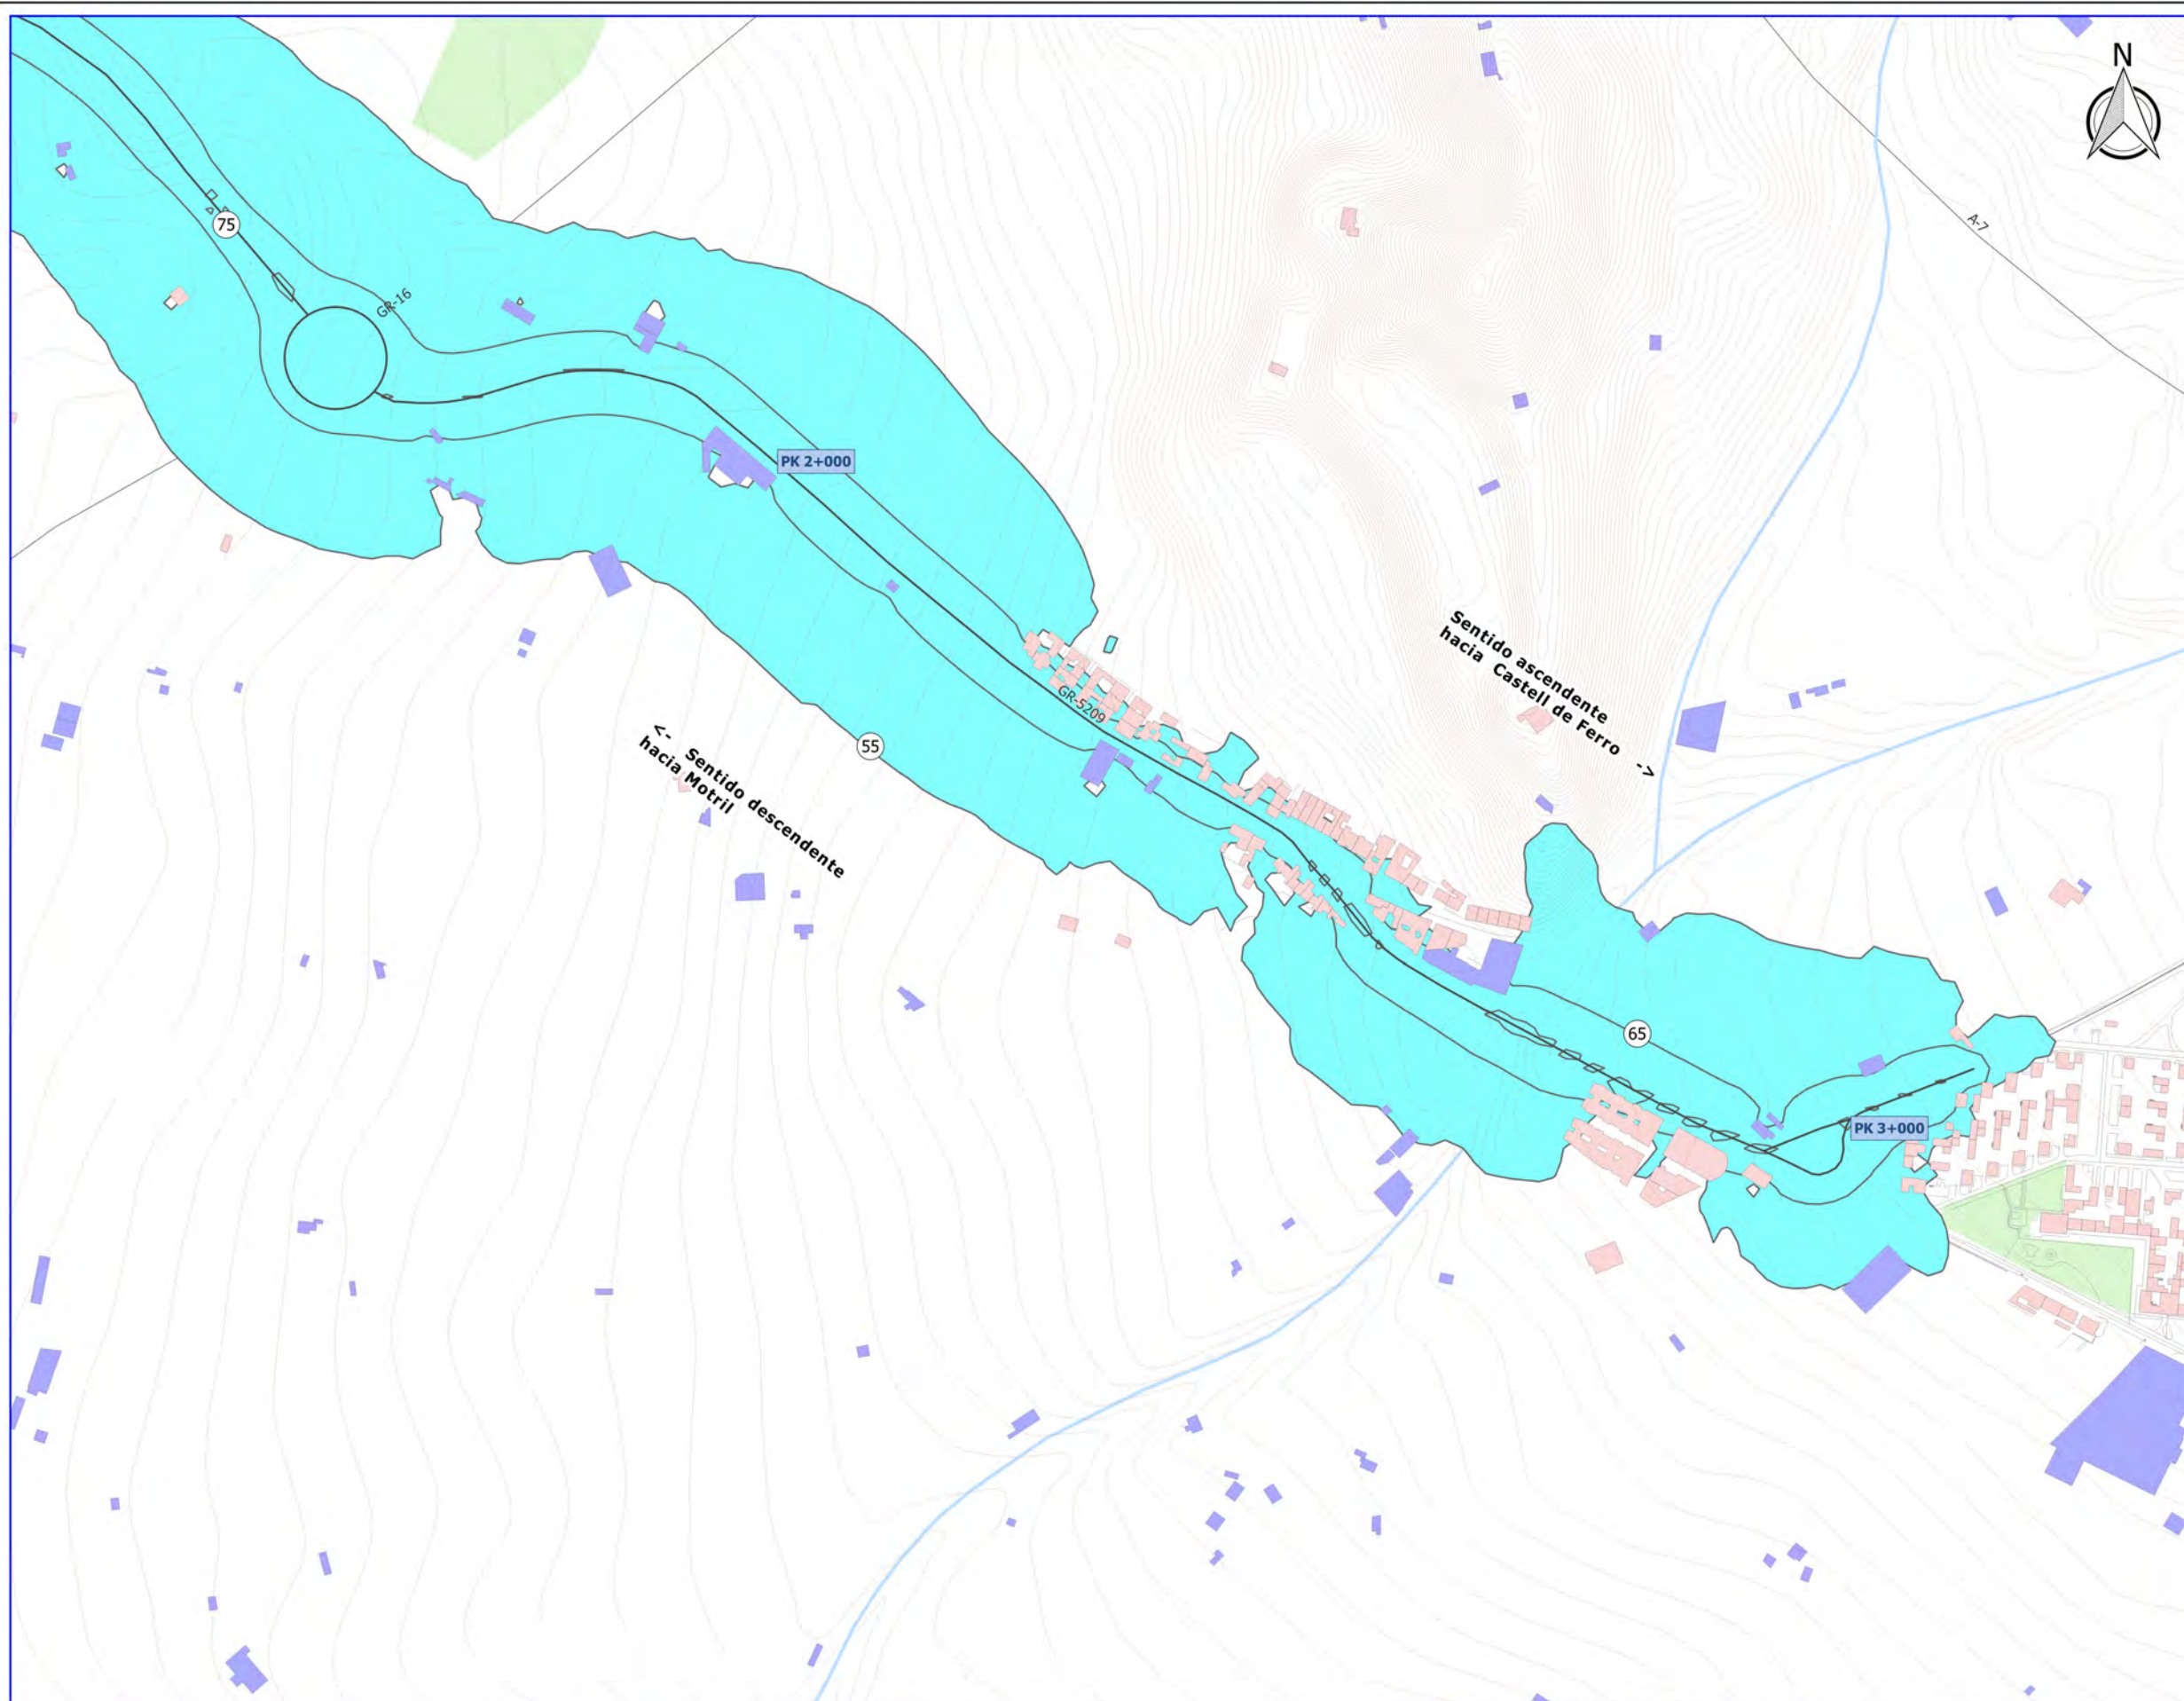 N
A-7
75
GR-16
PK 2+000
Sentido ascendente
hacia Castell de Ferro ->
GR-5209
<- Sentido descendente
hacia Motril
55
65
PK 3+000